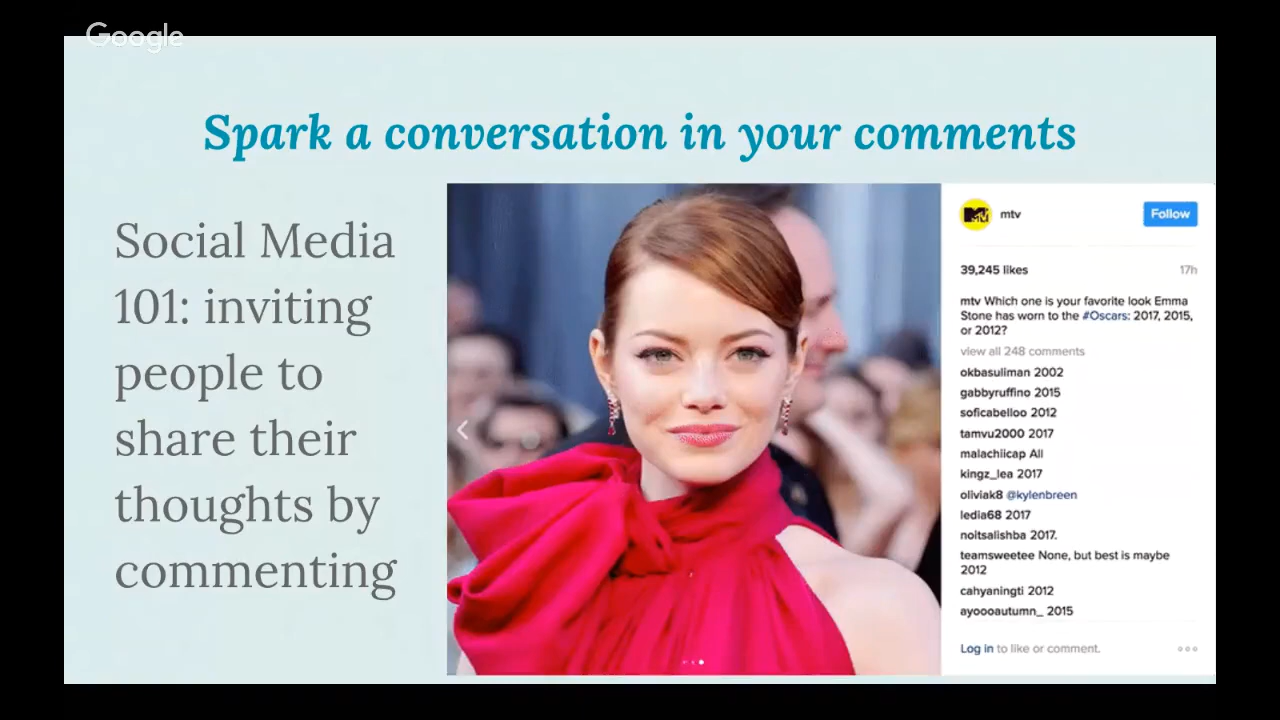 Google
Spark a conversation in your comments
Social Media
101: inviting
people to
share their
thoughts by
commenting
mtv
Follow
39,245 likes
17h
mtv Which one is your favorite look Emma
Stone has worn to the #Oscars: 2017, 2015,
or 2012?
view all 248 comments
okbasuliman 2002
gabbyruffino 2015
soficabelloo 2012
tamvu2000 2017
malachiicap All
kingz_lea 2017
oliviak8 @kylenbreen
ledia68 2017
noitsalishba 2017.
teamsweetee None, but best is maybe
2012
cahyaningti 2012
ayoooautumn_ 2015
Log in to like or comment.